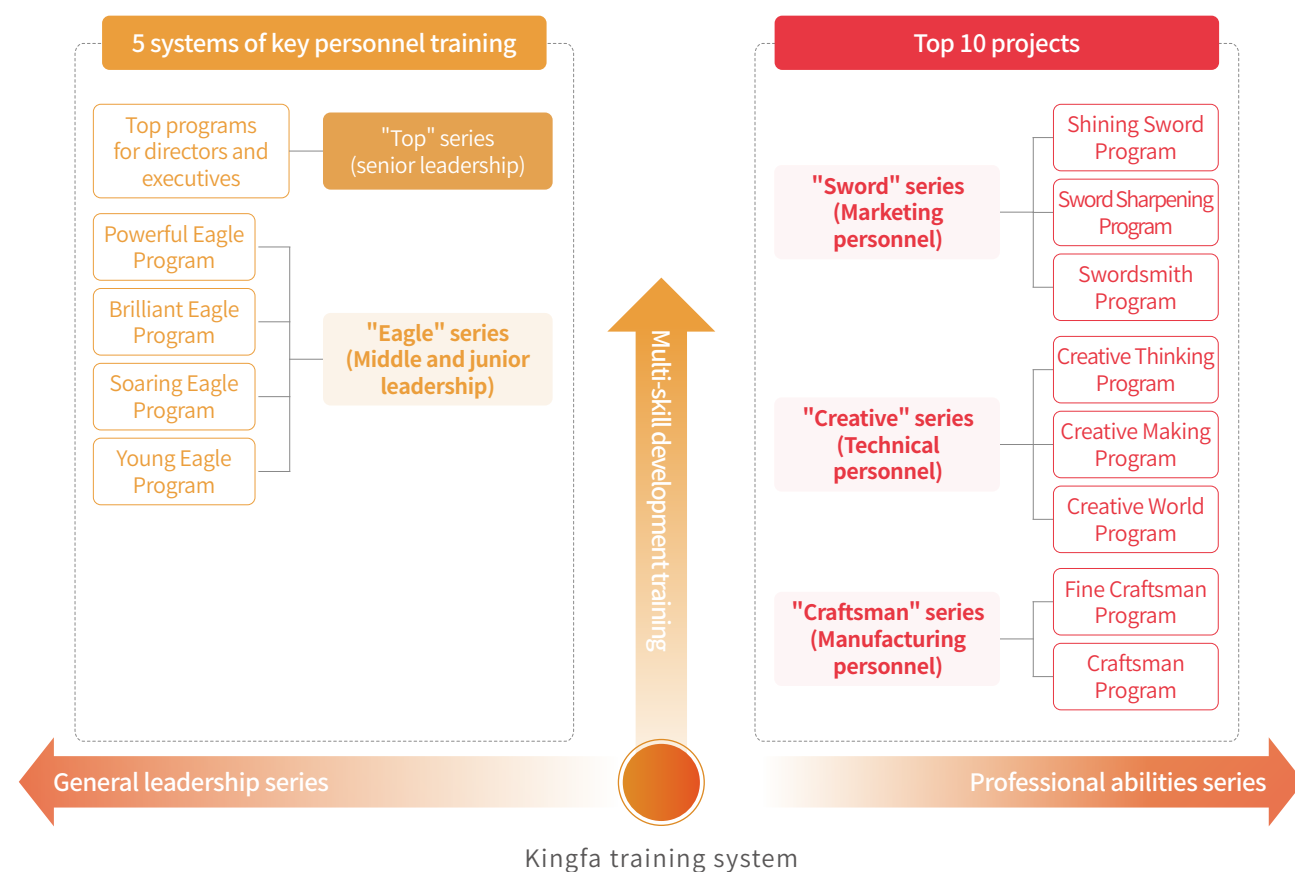 5 systems of key personnel training
Top programs
for directors and
executives
"Top" series
(senior leadership)
Powerful Eagle
Program
Brilliant Eagle
Program
Soaring Eagle
Program
Young Eagle
Program
"Eagle" series
(Middle and junior
leadership)
Multi-skill development training
Top 10 projects
"Sword" series
(Marketing
personnel)
Shining Sword
Program
Sword Sharpening
Program
Swordsmith
Program
"Creative" series
(Technical
personnel)
Creative Thinking
Program
Creative Making
Program
Creative World
Program
"Craftsman" series
(Manufacturing
personnel)
Fine Craftsman
Program
Craftsman
Program
General leadership series
Professional abilities series
Kingfa training system